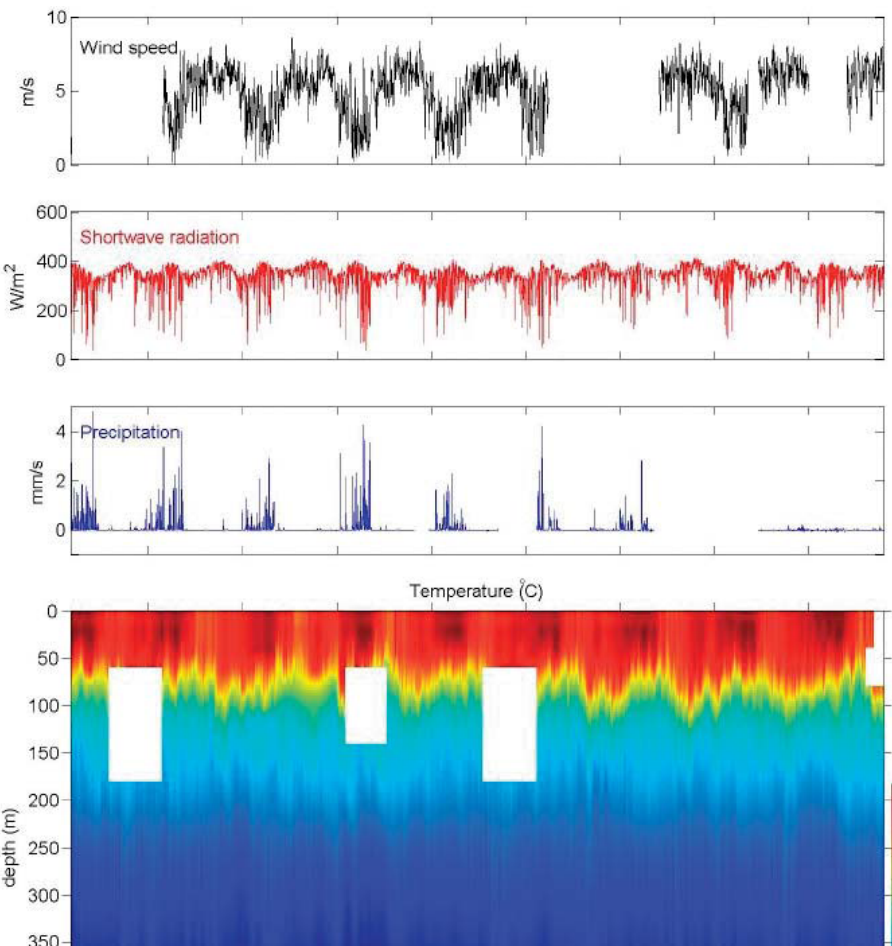 10
Wind speed
m/s
5
0
600
Shortwave radiation
400
W/m²
200
0
4
Precipitation
mm/s
2
0
Temperature (°C)
0
50
100
150
200
depth (m)
250
300
350